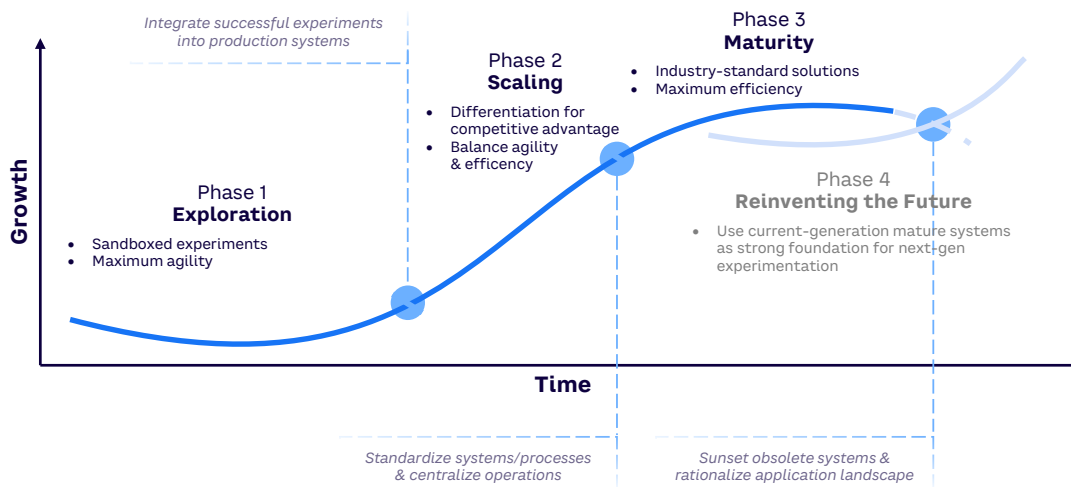 Integrate successful experiments
into production systems
Growth
Phase 1
Exploration
• Sandboxed experiments
• Maximum agility
Phase 2
Scaling
• Differentiation for
competitive advantage
• Balance agility
& efficency
Phase 3
Maturity
• Industry-standard solutions
• Maximum efficiency
Phase 4
Reinventing the Future
• Use current-generation mature systems
as strong foundation for next-gen
experimentation
Time
Standardize systems/processes
& centralize operations
Sunset obsolete systems &
rationalize application landscape